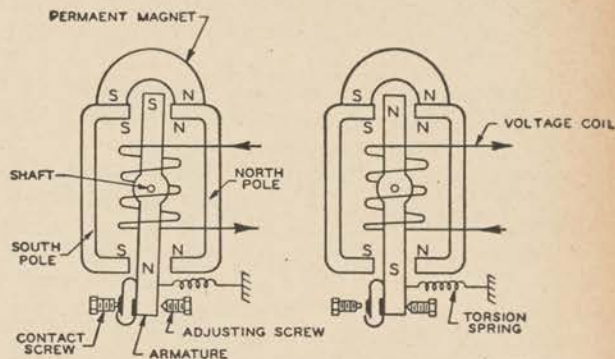 PERMAENT MAGNET
S
N
S
S
N
SHAFT
NORTH POLE
SOUTH POLE
S
N
N
CONTACT SCREW
ADJUSTING SCREW
ARMATURE
S
N
N
S
N
VOLTAGE COIL
S
N
S
TORSION SPRING